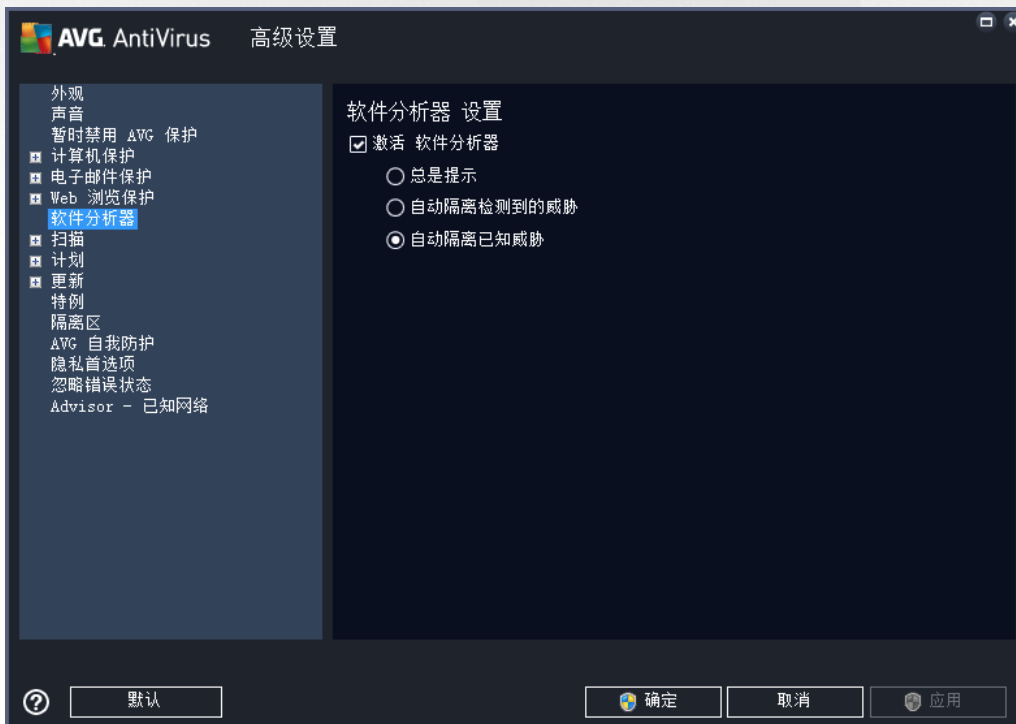 AVG. AntiVirus 高级设置
外观
声音
暂时禁用 AVG 保护
计算机保护
电子邮件保护
Web 浏览保护
软件分析器
扫描
计划
更新
特例
隔离区
AVG 自我防护
隐私首选项
忽略错误状态
Advisor - 已知网络
软件分析器 设置
激活 软件分析器
总是提示
自动隔离检测到的威胁
自动隔离已知威胁
默认
确定
取消
应用